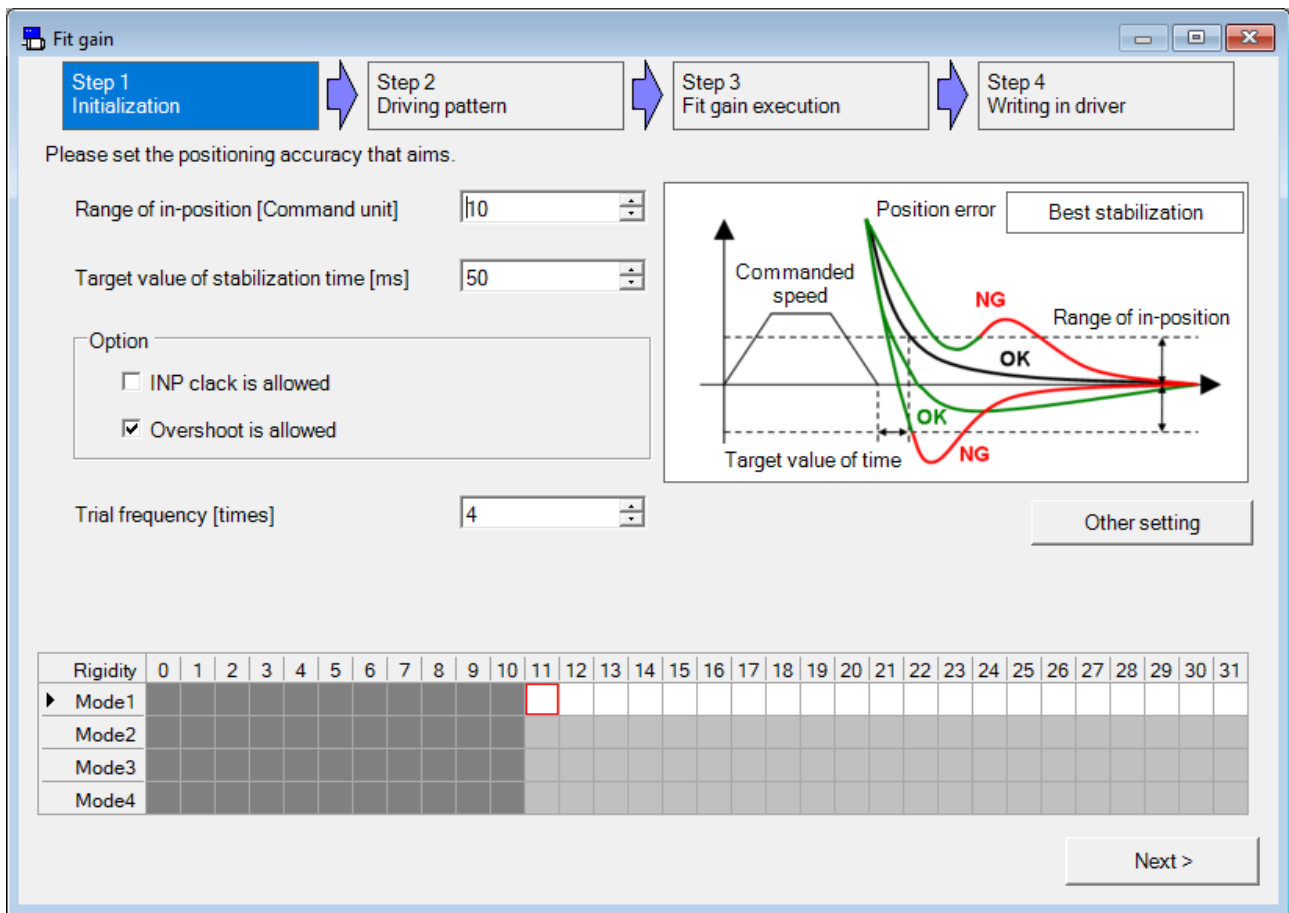 Fit gain
Step 1
Initialization
Step 2
Driving pattern
Step 3
Fit gain execution
Step 4
Writing in driver
Please set the positioning accuracy that aims.
Range of in-position [Command unit]
10
Target value of stabilization time [ms]
50
Option
INP clack is allowed
Overshoot is allowed
Trial frequency [times]
4
Position error
Best stabilization
Commanded
speed
NG
Range of in-position
OK
OK
NG
Target value of time
Other setting
Rigidity 0 1 2 3 4 5 6 7 8 9 10 11 12 13 14 15 16 17 18 19 20 21 22 23 24 25 26 27 28 29 30 31
Mode1
Mode2
Mode3
Mode4
Next >